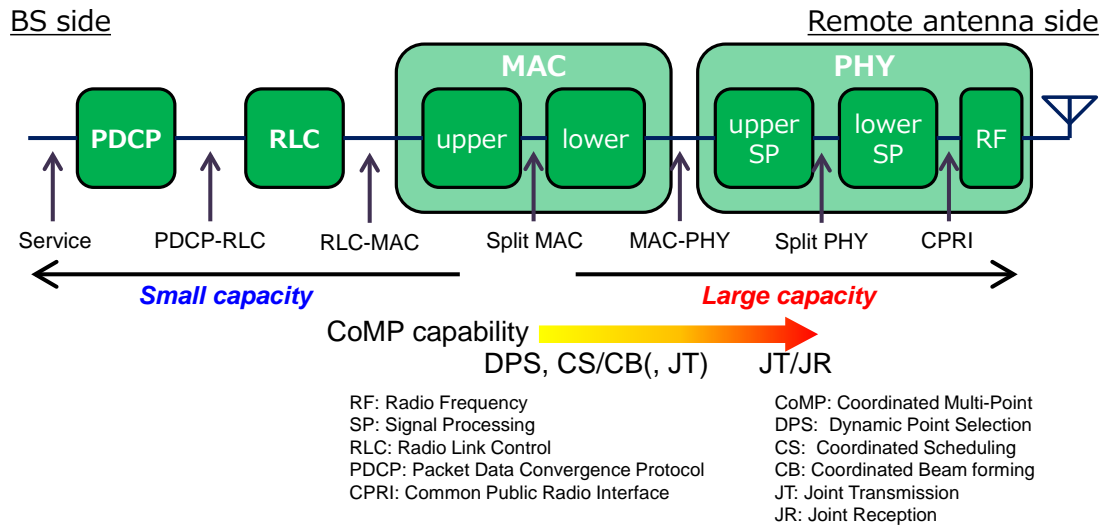 BS side
Remote antenna side
MAC
PHY
PDCP
RLC
upper
lower
upper
SP
lower
SP
RF
Service
PDCP-RLC
RLC-MAC
Split MAC
MAC-PHY
Split PHY
CPRI
Small capacity
Large capacity
CoMP capability
DPS, CS/CB(, JT)
JT/JR
RF: Radio Frequency
SP: Signal Processing
RLC: Radio Link Control
PDCP: Packet Data Convergence Protocol
CPRI: Common Public Radio Interface
CoMP: Coordinated Multi-Point
DPS: Dynamic Point Selection
CS: Coordinated Scheduling
CB: Coordinated Beam forming
JT: Joint Transmission
JR: Joint Reception